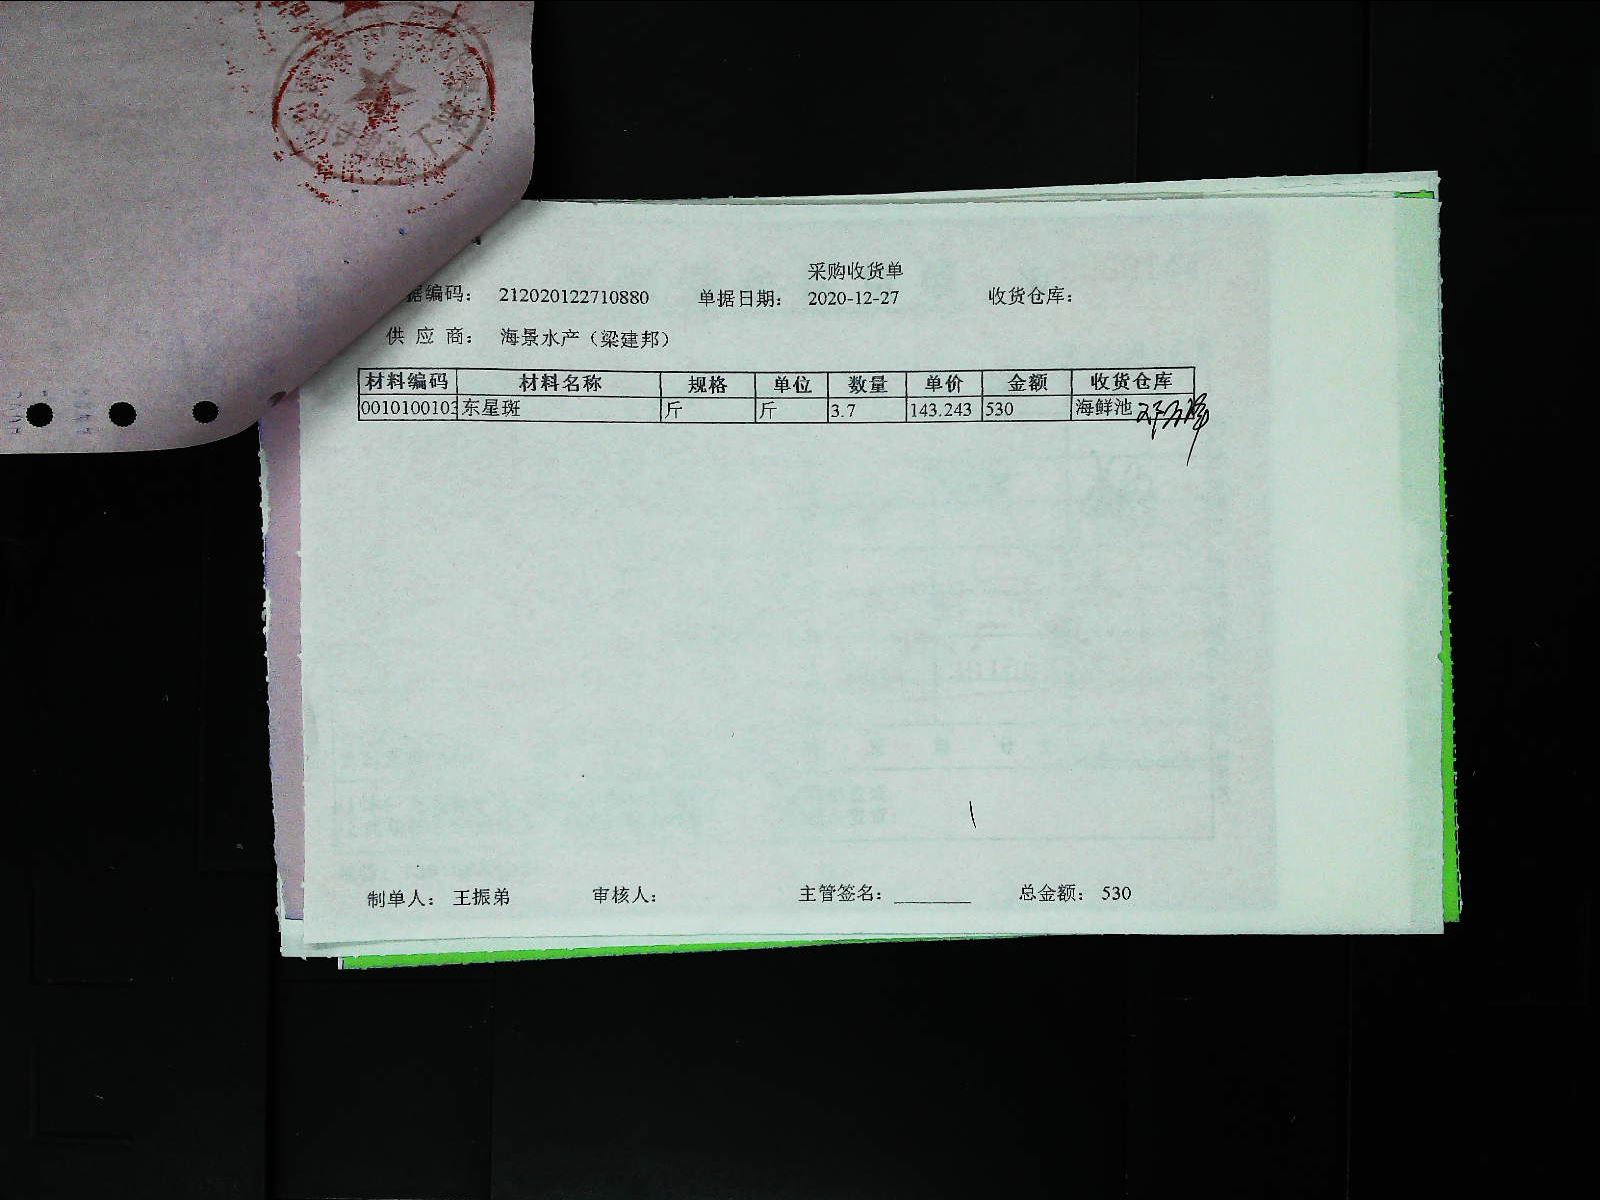 采购收货单
据编码： 212020122710880 单据日期： 2020-12-27 收货仓库：
供 应 商： 海景水产（梁建邦）
材料编码 材料名称 规格 单位 数量 单价 金额 收货仓库
0010100103 东星斑 斤 斤 3.7 143.243 530 海鲜池
制单人： 王振弟 审核人： 主管签名： ________ 总金额： 530